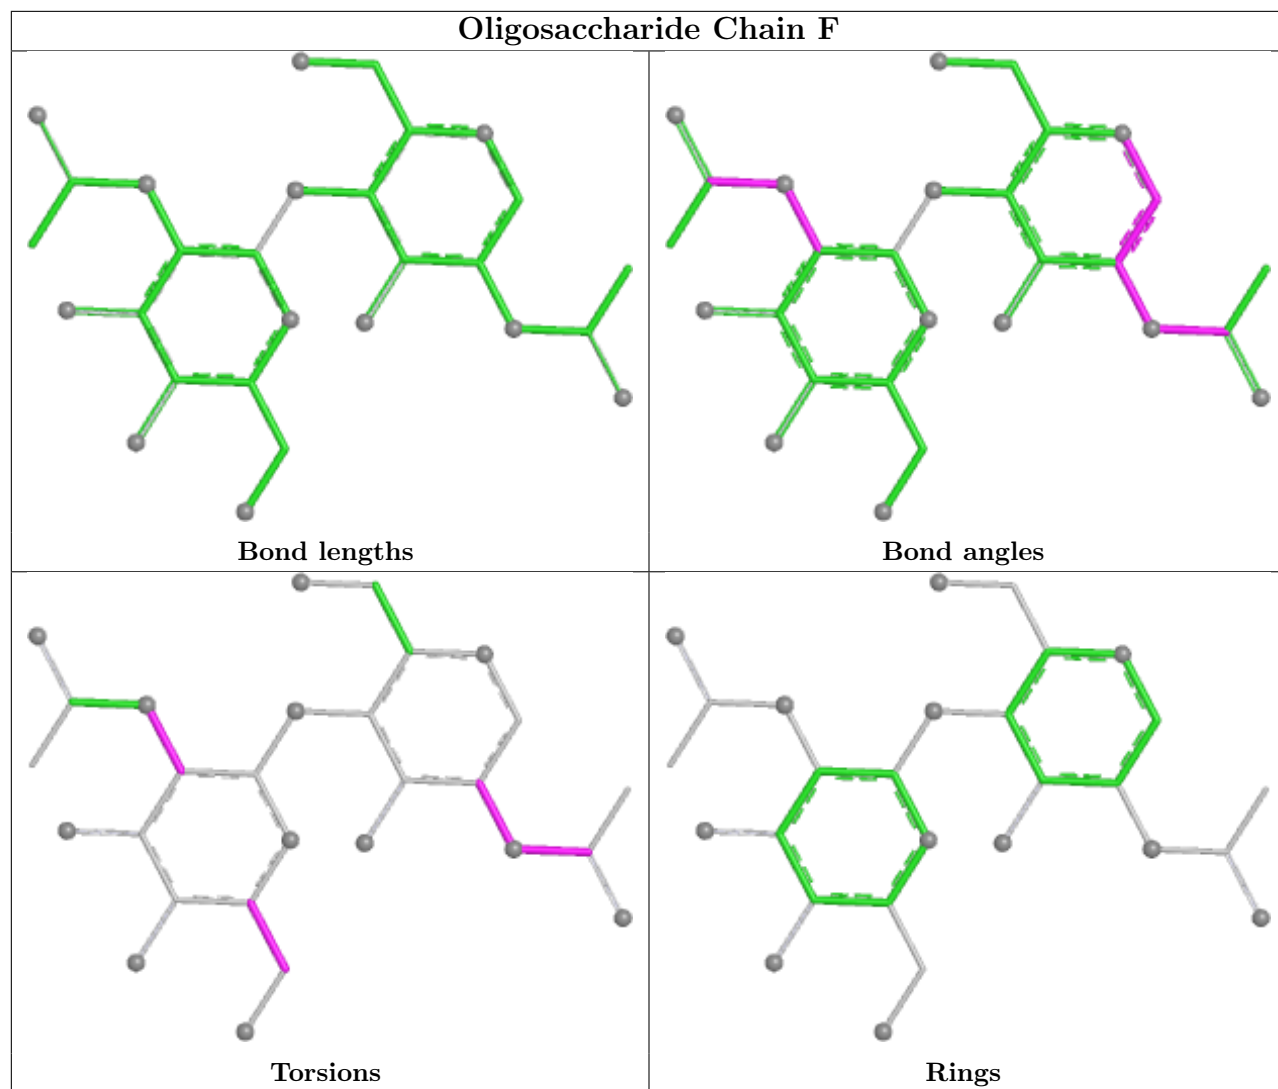 Oligosaccharide Chain F
Bond lengths
Bond angles
Torsions
Rings